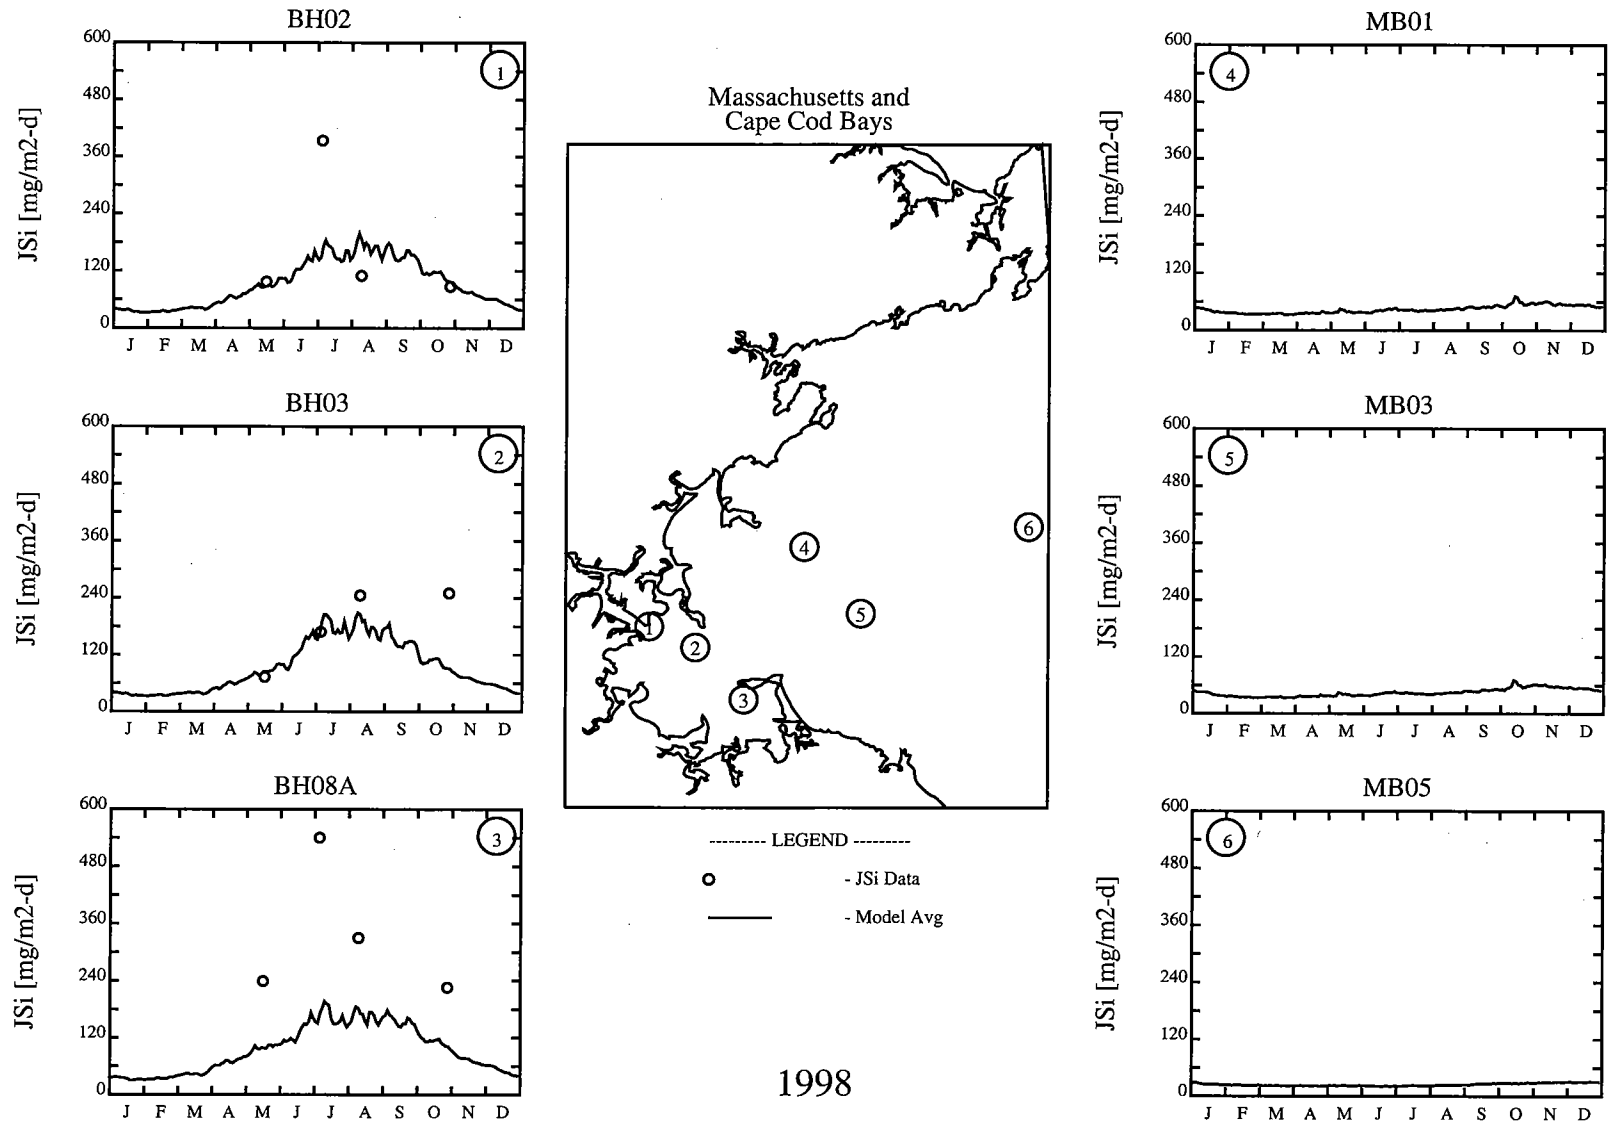 BH02
600
480
360
240
120
0
JSi [mg/m2-d]
1
J F M A M J J A S O N D
BH03
600
480
360
240
120
0
JSi [mg/m2-d]
2
J F M A M J J A S O N D
BH08A
600
480
360
240
120
0
JSi [mg/m2-d]
3
J F M A M J J A S O N D
Massachusetts and
Cape Cod Bays
6
4
5
1
2
3
--------- LEGEND ---------
- JSi Data
- Model Avg
1998
MB01
600
480
360
240
120
0
JSi [mg/m2-d]
4
J F M A M J J A S O N D
MB03
600
480
360
240
120
0
JSi [mg/m2-d]
5
J F M A M J J A S O N D
MB05
600
480
360
240
120
0
JSi [mg/m2-d]
6
J F M A M J J A S O N D